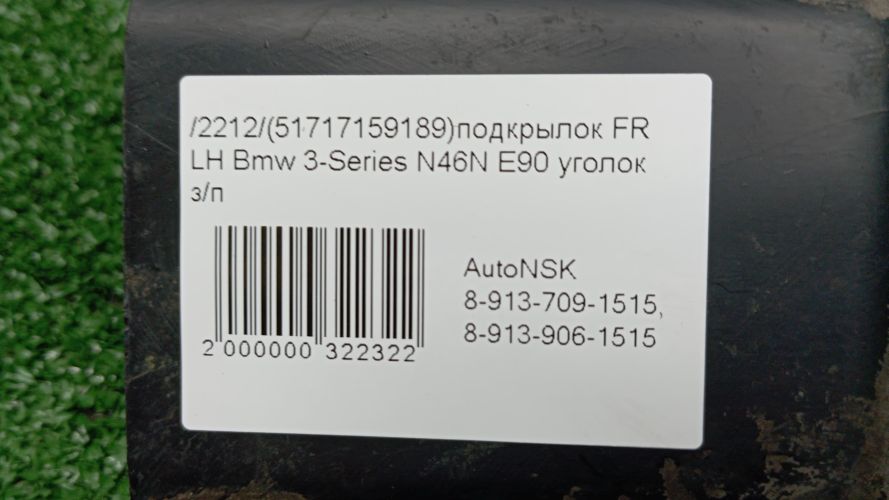 /2212/(51717159189)подкрылок FR
LH Bmw 3-Series N46N E90 уголок
з/п
AutoNSK
8-913-709-1515,
8-913-906-1515
2 000000 322322